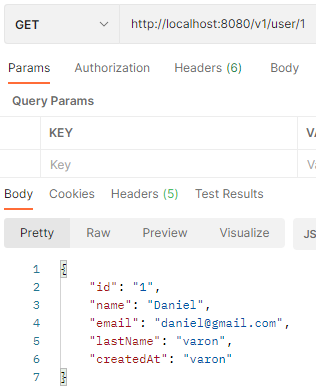 GET http://localhost:8080/v1/user/1
Params Authorization Headers (6) Body
Query Params
KEY VA
Key Va
Body Cookies Headers (5) Test Results
Pretty Raw Preview Visualize JS
1 {
2 "id": "1",
3 "name": "Daniel",
4 "email": "daniel@gmail.com",
5 "lastName": "varon",
6 "createdAt": "varon"
7 }